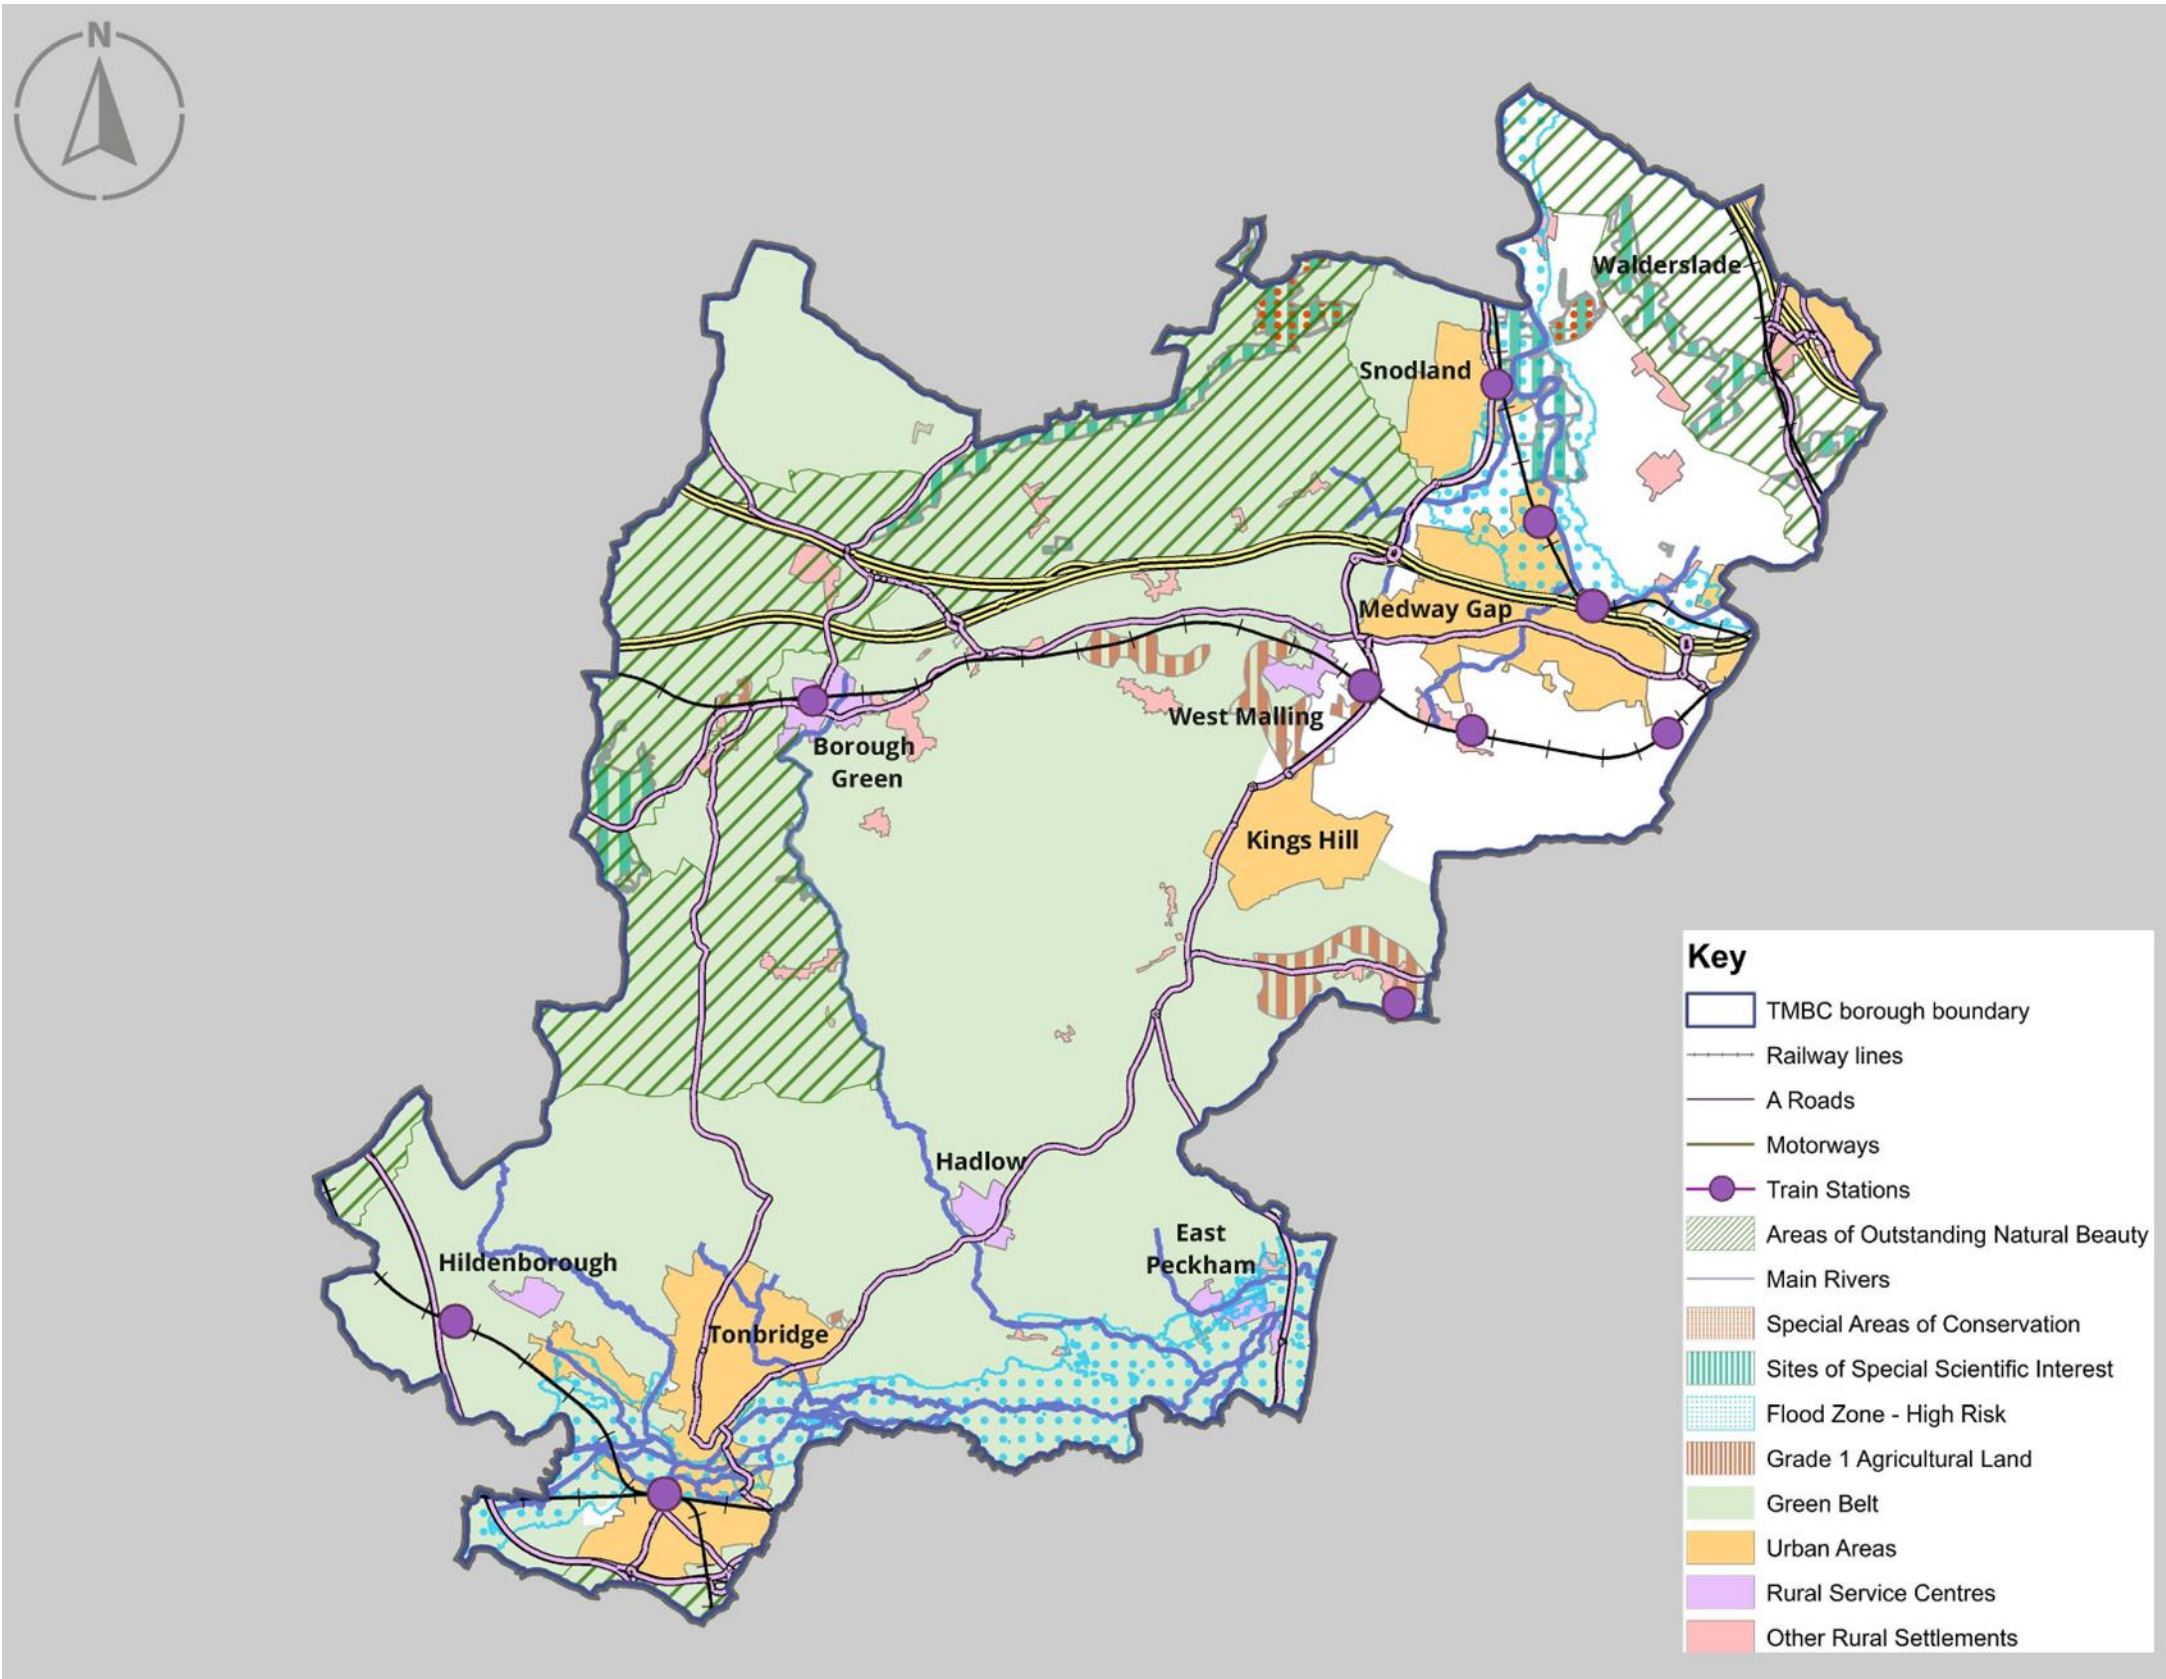 N
Walderslade
Snodland
Medway Gap
West Malling
Borough
Green
Kings Hill
Hadlow
East
Peckham
Hildenborough
Tonbridge
Key
TMBC borough boundary
Railway lines
A Roads
Motorways
Train Stations
Areas of Outstanding Natural Beauty
Main Rivers
Special Areas of Conservation
Sites of Special Scientific Interest
Flood Zone - High Risk
Grade 1 Agricultural Land
Green Belt
Urban Areas
Rural Service Centres
Other Rural Settlements